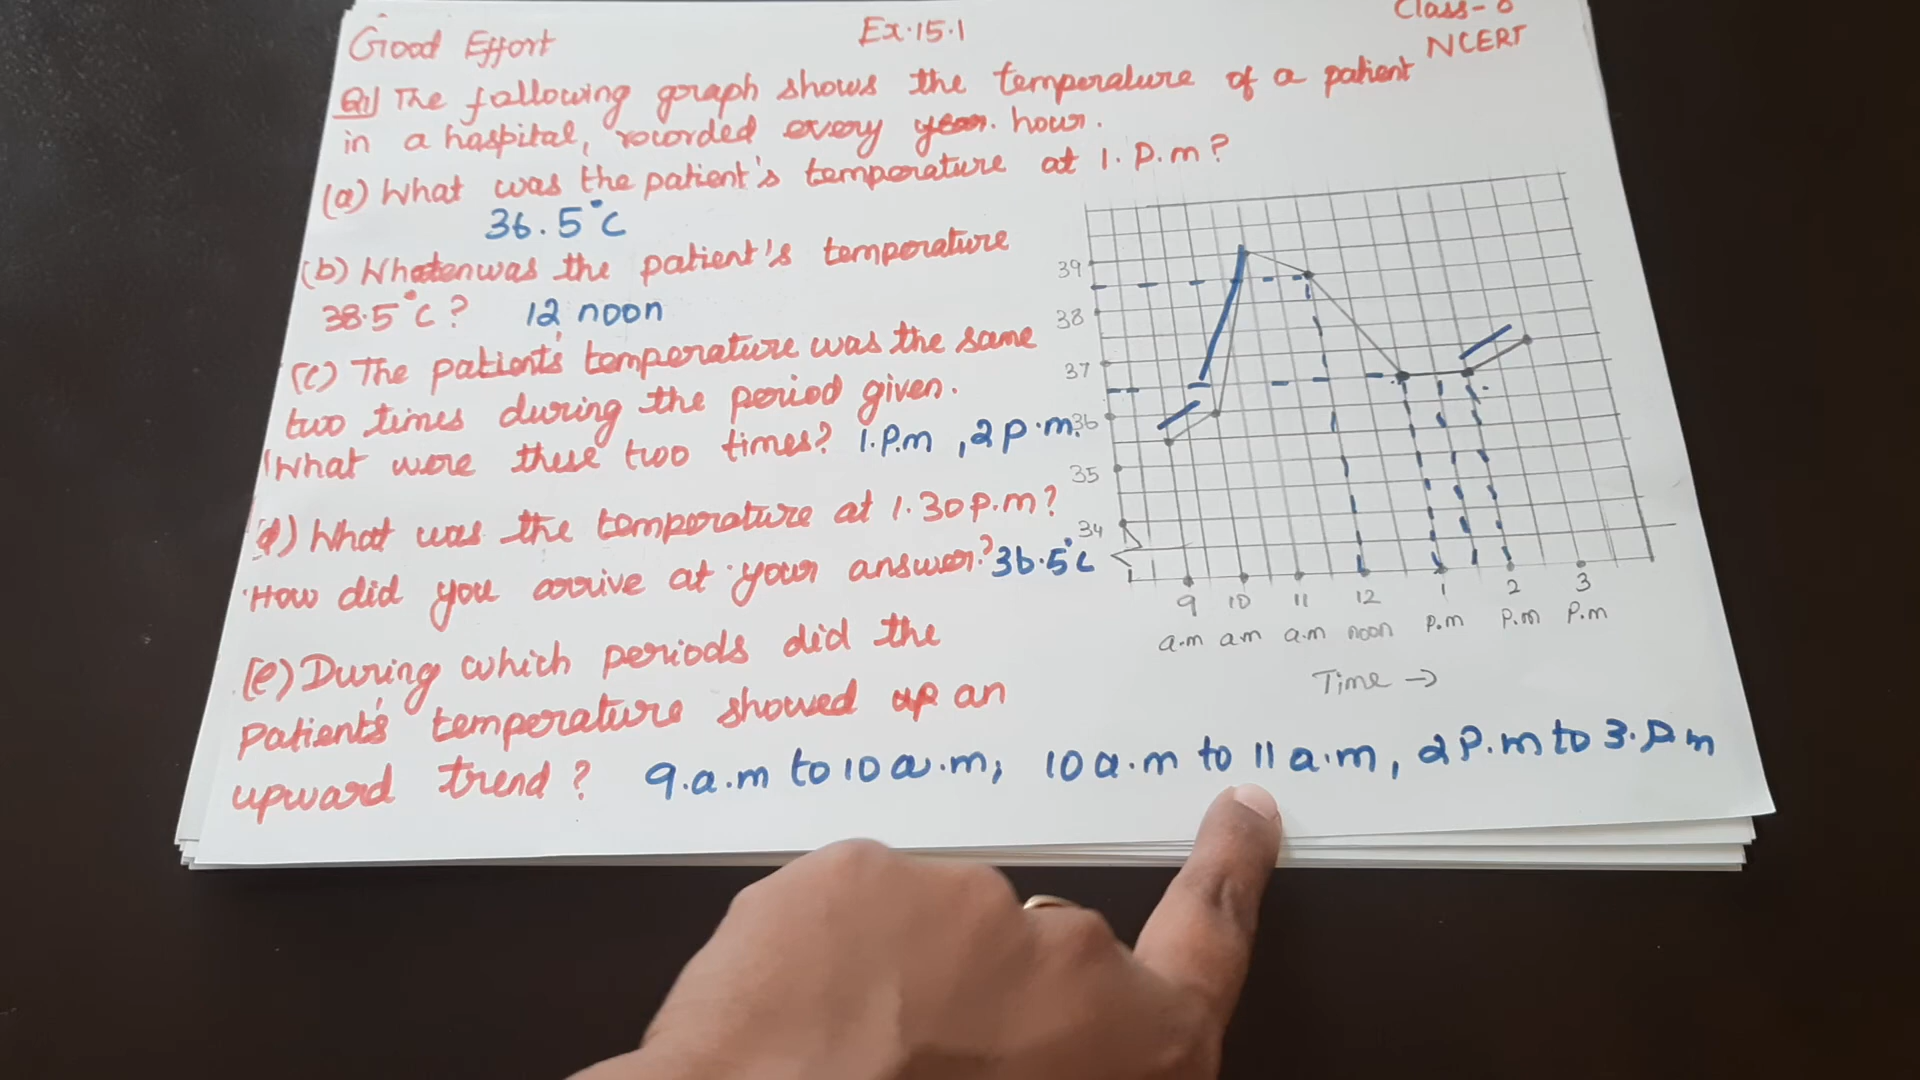 Good Effort
Ex.15.1
Class-8
NCERT
Q1) The following graph shows the temperature of a patient
in a hospital, recorded every year. hour.
(a) What was the patient's temperature at 1.P.m?
36.5°C
(b) When was the patient's temperature
38.5°C? 12 noon
(c) The patient's temperature was the same
two times during the period given.
What were these two times? 1.P.m ,2p.m.
(d) What was the temperature at 1.30p.m?
How did you arrive at your answer? 36.5°C
(e) During which periods did the
Patient's temperature showed up an
upward trend? 9.a.m to 10 a.m; 10 a.m to 11 a.m, 2P.m to 3.p.m
39
38
37
36
35
34
9 10 11 12 1 2 3
a.m a.m a.m noon p.m p.m p.m
Time →